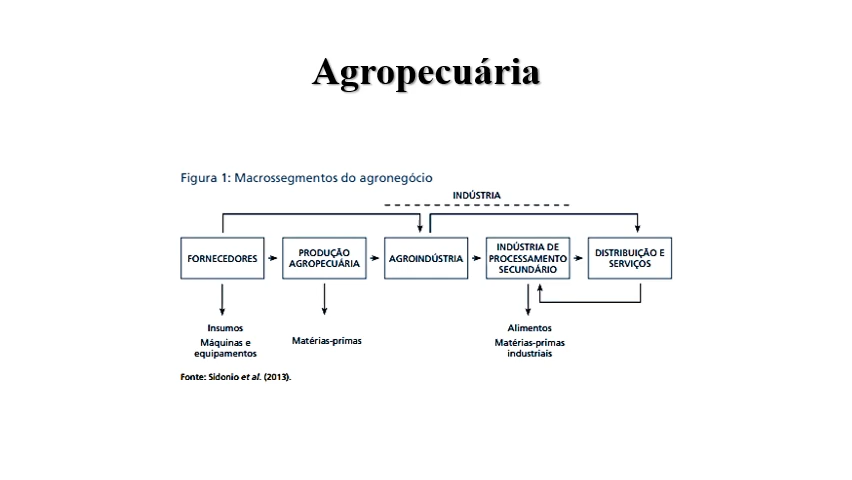 Agropecuária
Figura 1: Macrossegmentos do agronegócio
INDÚSTRIA
FORNECEDORES
PRODUÇÃO
AGROPECUÁRIA
AGROINDÚSTRIA
INDÚSTRIA DE
PROCESSAMENTO
SECUNDÁRIO
DISTRIBUIÇÃO E
SERVIÇOS
Insumos
Máquinas e
equipamentos
Matérias-primas
Alimentos
Matérias-primas
industriais
Fonte: Sidonio et al. (2013).